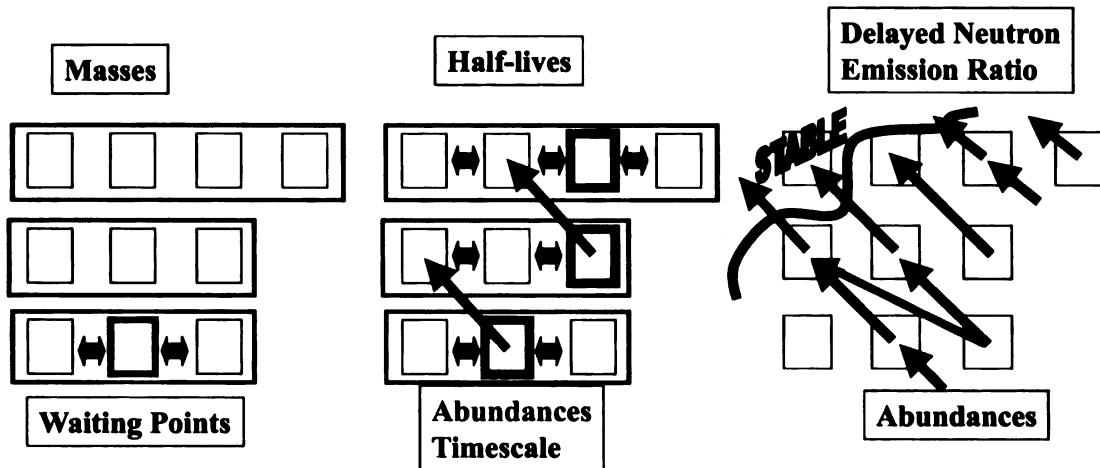 Masses
Half-lives
Delayed Neutron
Emission Ratio
STABLE
Waiting Points
Abundances
Timescale
Abundances